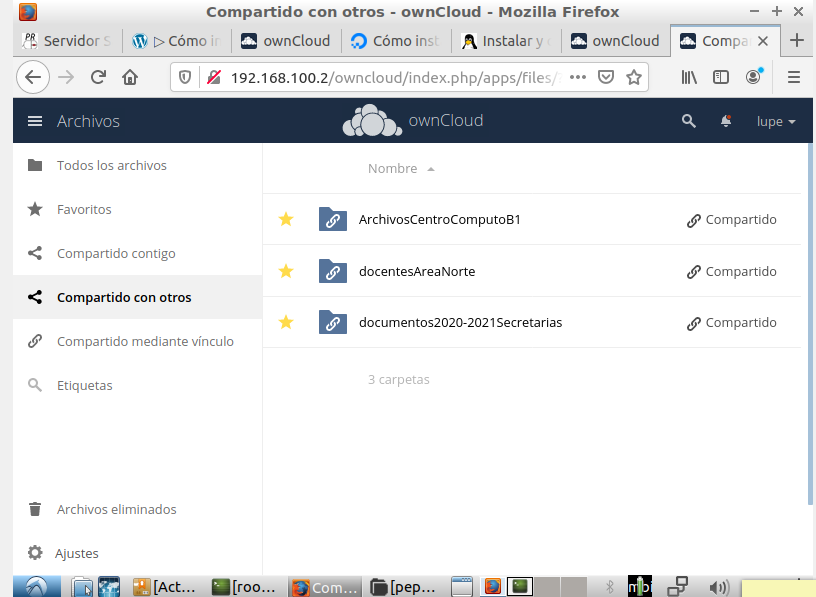 Compartido con otros - ownCloud - Mozilla Firefox
Servidor S ▷ Cómo in ownCloud Cómo inst Instalar y ownCloud Compa
192.168.100.2/owncloud/index.php/apps/files/
Archivos ownCloud lupe
Todos los archivos
Favoritos
Compartido contigo
Compartido con otros
Compartido mediante vínculo
Etiquetas
Archivos eliminados
Ajustes
Nombre
ArchivosCentroComputoB1 Compartido
docentesAreaNorte Compartido
documentos2020-2021Secretarias Compartido
3 carpetas
[Act... [roo... Com... [pep...